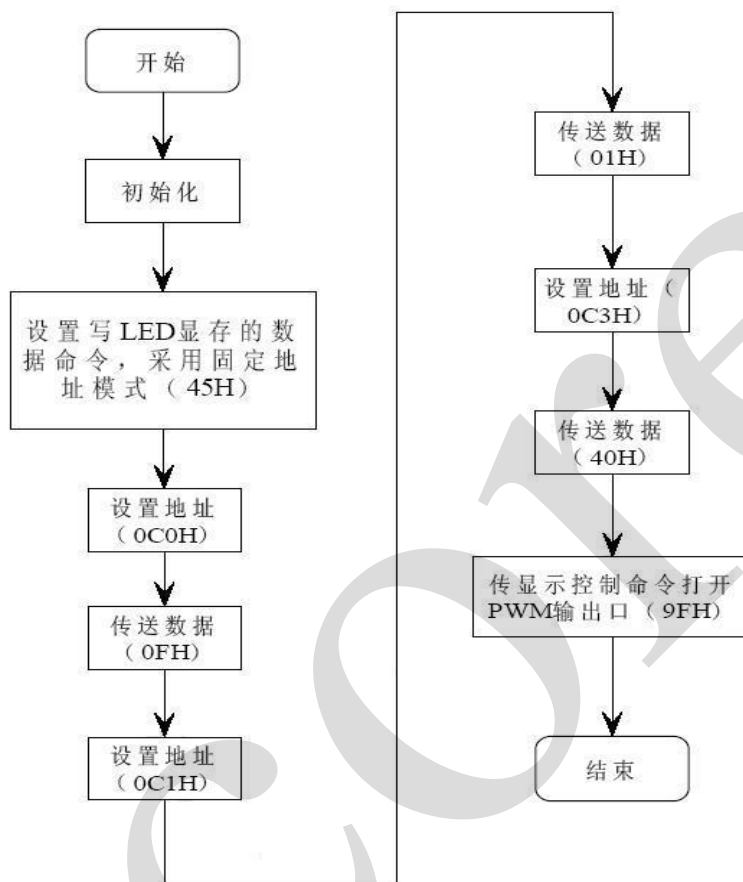 开始
初始化
设置写LED显存的数
据命令，采用固定地
址模式（45H）
设置地址
（0C0H）
传送数据
（0FH）
设置地址
（0C1H）
传送数据
（01H）
设置地址（
0C3H）
传送数据
（40H）
传显示控制命令打开
PWM输出口（9FH）
结束
core